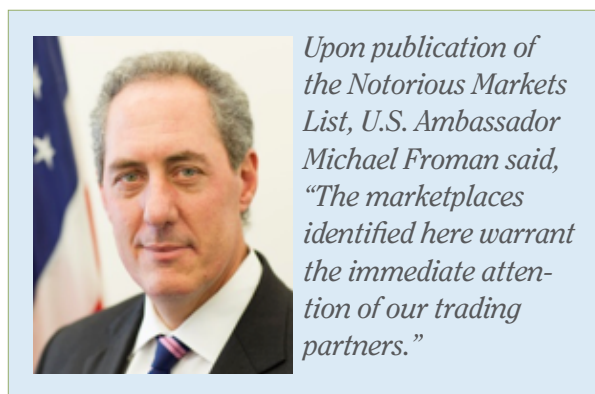 Upon publication of
the Notorious Markets
List, U.S. Ambassador
Michael Froman said,
“The marketplaces
identified here warrant
the immediate atten-
tion of our trading
partners.”